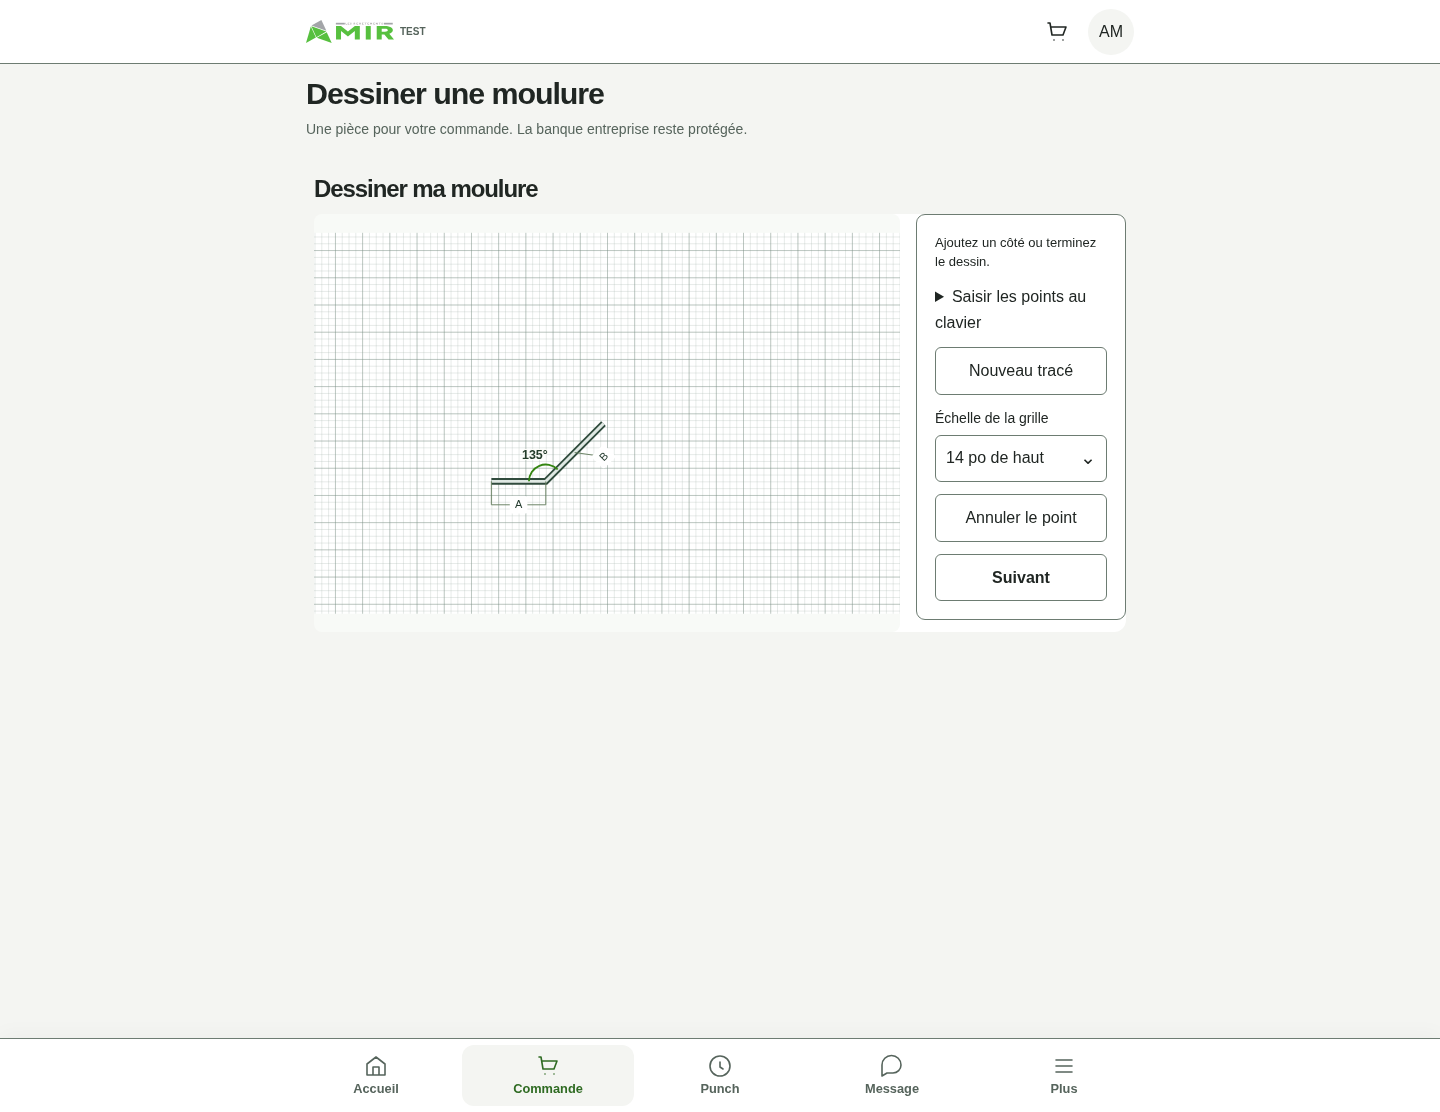 AMIR TEST
AM
Dessiner une moulure
Une pièce pour votre commande. La banque entreprise reste protégée.
Dessiner ma moulure
135°
B
A
Ajoutez un côté ou terminez
le dessin.
Saisir les points au
clavier
Nouveau tracé
Échelle de la grille
14 po de haut
Annuler le point
Suivant
Accueil
Commande
Punch
Message
Plus